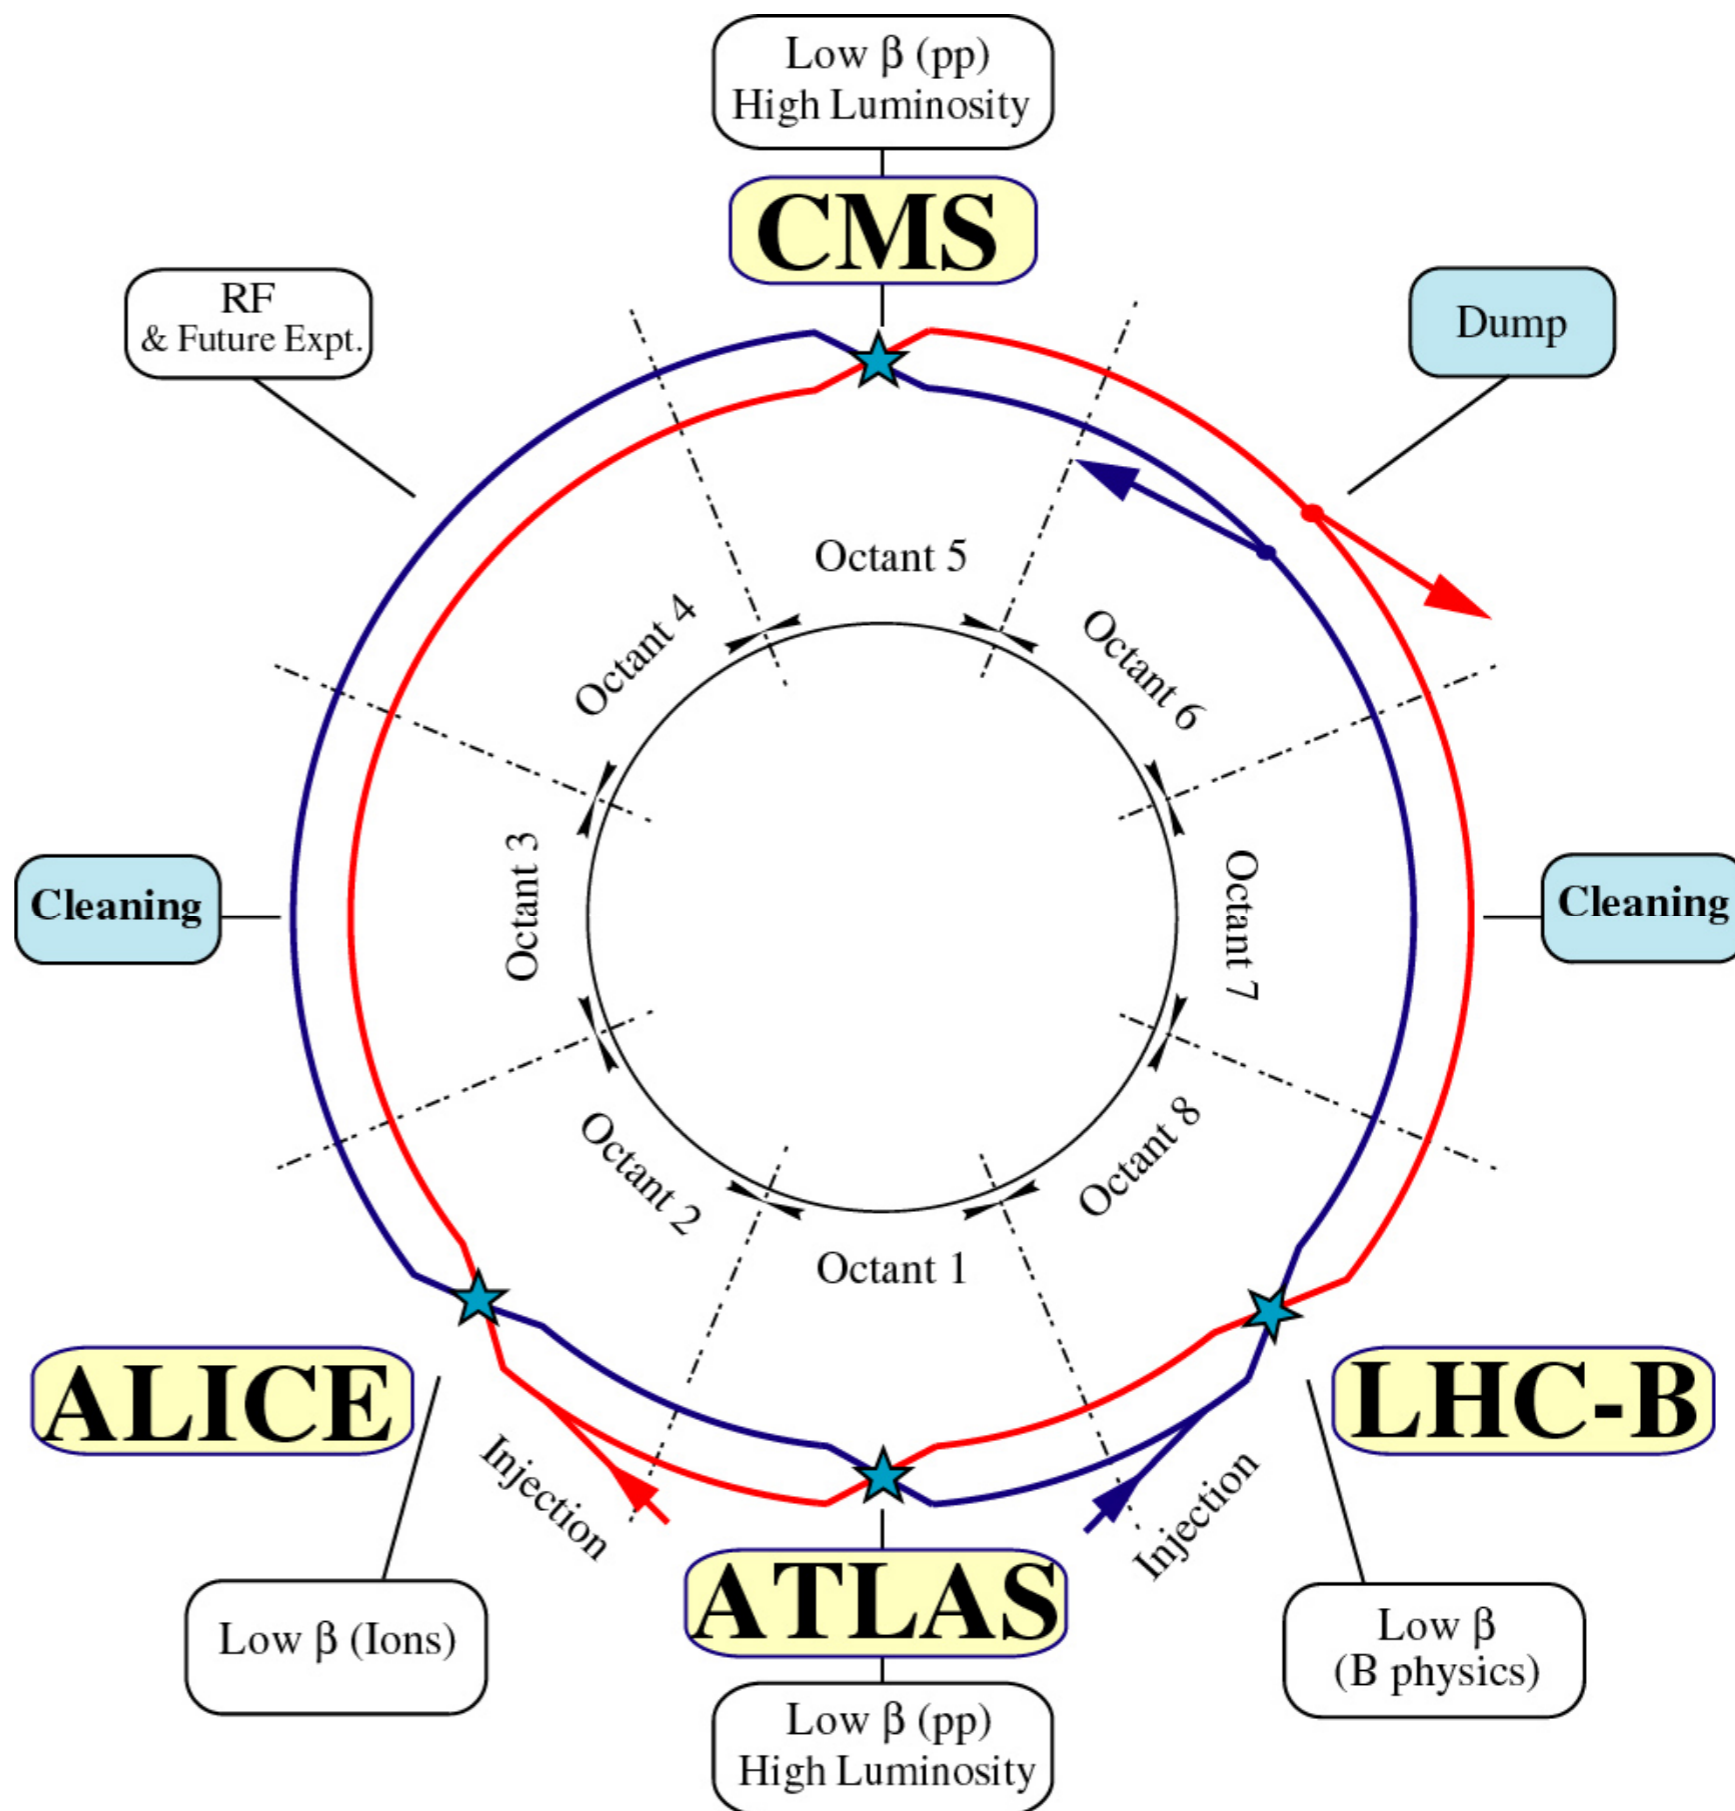 Low β (pp)
High Luminosity
CMS
RF
& Future Expt.
Dump
Octant 5
Octant 4
Octant 6
Cleaning
Octant 3
Octant 7
Cleaning
Octant 2
Octant 8
Octant 1
ALICE
LHC-B
Injection
Injection
ATLAS
Low β (Ions)
Low β
(B physics)
Low β (pp)
High Luminosity